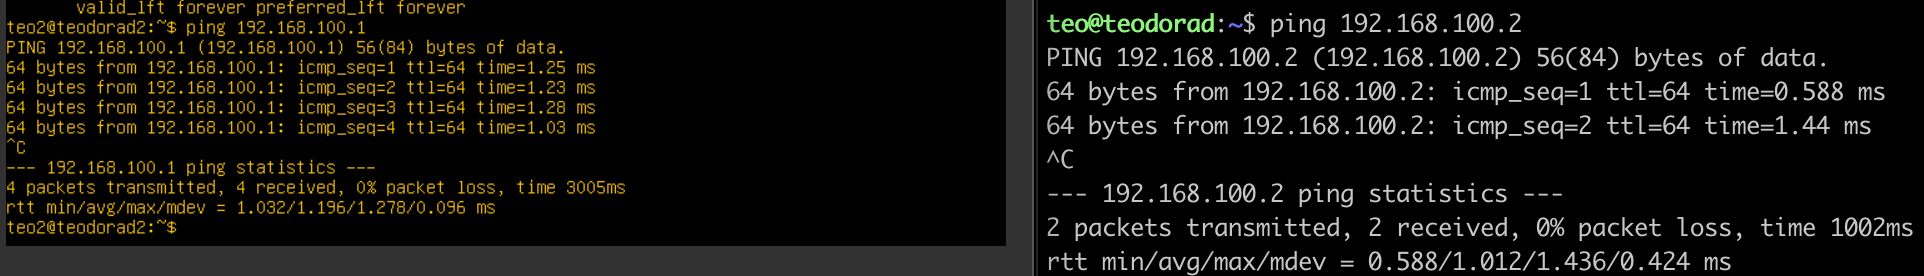 valid_lft forever preferred_lft forever
teo2@teodorad2:~$ ping 192.168.100.1
PING 192.168.100.1 (192.168.100.1) 56(84) bytes of data.
64 bytes from 192.168.100.1: icmp_seq=1 ttl=64 time=1.25 ms
64 bytes from 192.168.100.1: icmp_seq=2 ttl=64 time=1.23 ms
64 bytes from 192.168.100.1: icmp_seq=3 ttl=64 time=1.28 ms
64 bytes from 192.168.100.1: icmp_seq=4 ttl=64 time=1.03 ms
^C
--- 192.168.100.1 ping statistics ---
4 packets transmitted, 4 received, 0% packet loss, time 3005ms
rtt min/avg/max/mdev = 1.032/1.196/1.278/0.096 ms
teo2@teodorad2:~$
teo@teodorad:~$ ping 192.168.100.2
PING 192.168.100.2 (192.168.100.2) 56(84) bytes of data.
64 bytes from 192.168.100.2: icmp_seq=1 ttl=64 time=0.588 ms
64 bytes from 192.168.100.2: icmp_seq=2 ttl=64 time=1.44 ms
^C
--- 192.168.100.2 ping statistics ---
2 packets transmitted, 2 received, 0% packet loss, time 1002ms
rtt min/avg/max/mdev = 0.588/1.012/1.436/0.424 ms